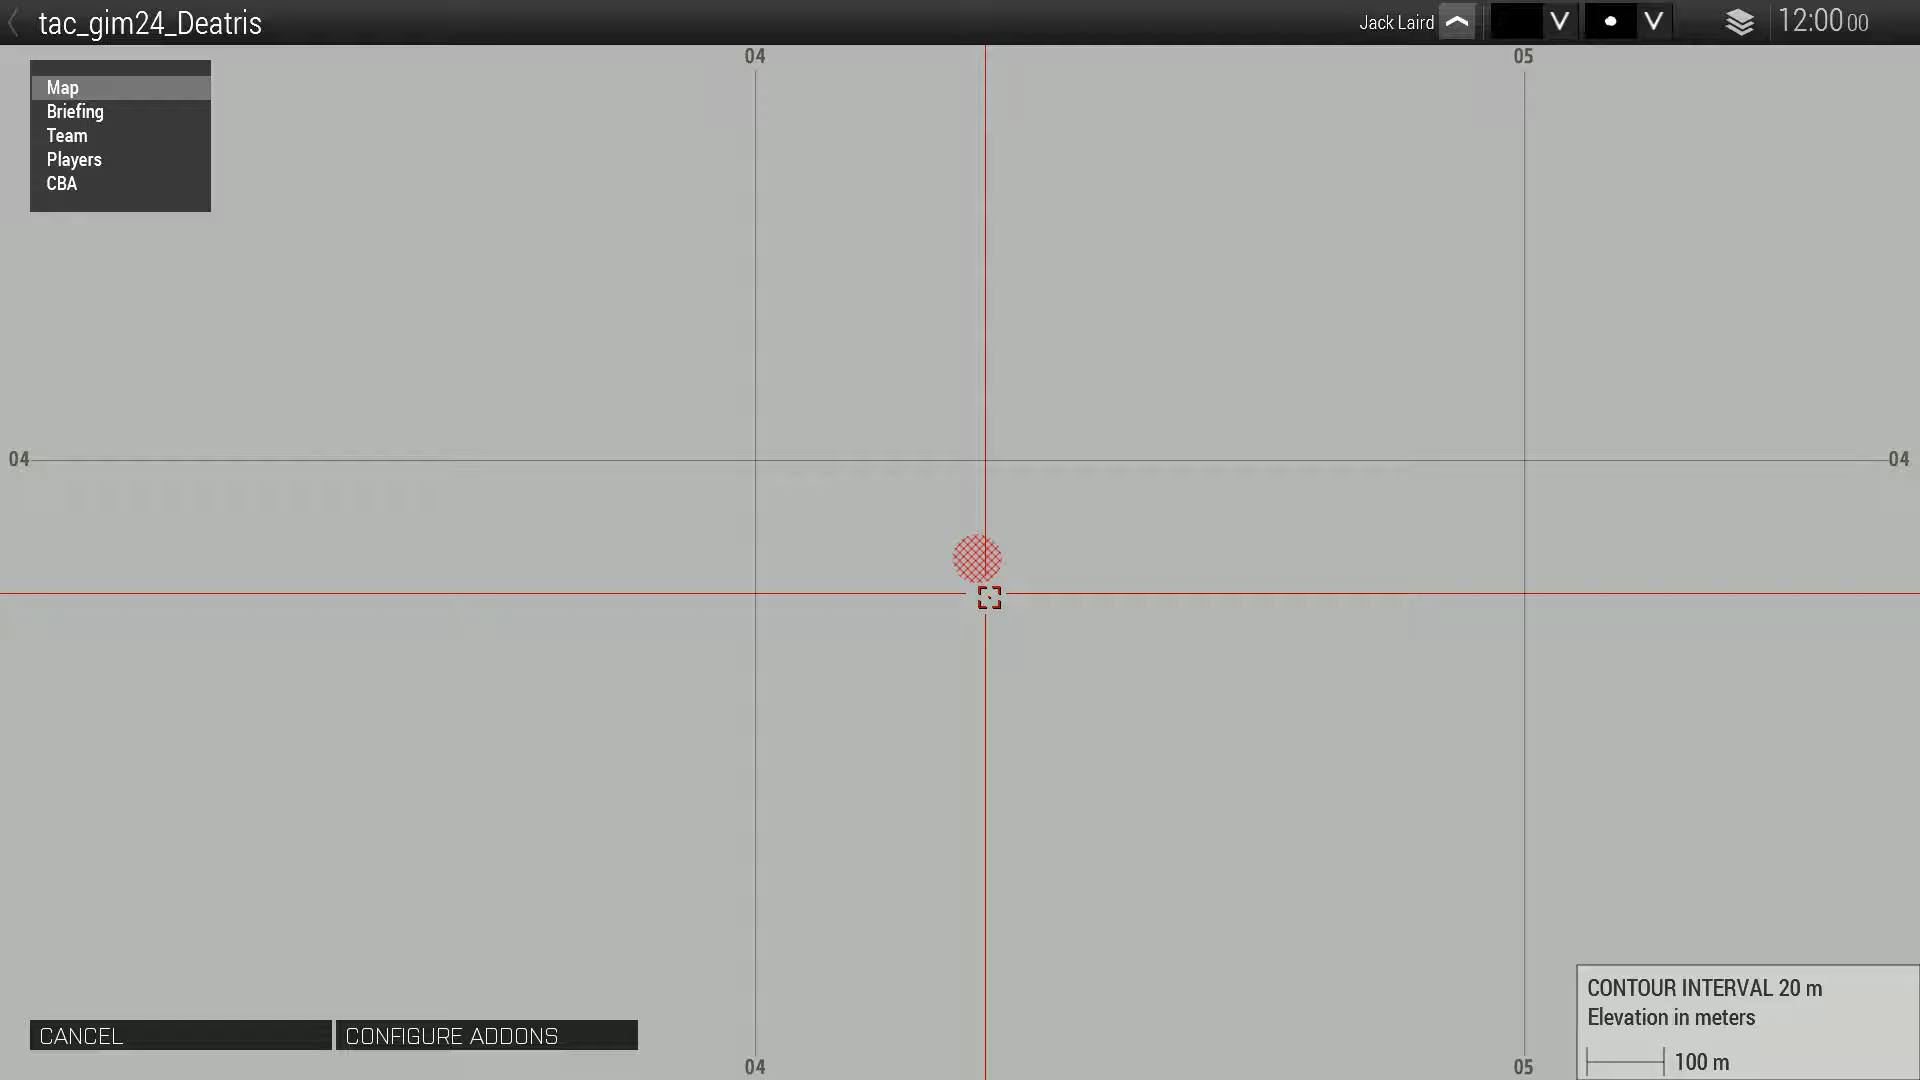 tac_gim24_Deatris
Jack Laird
12:00 00
04
05
Map
Briefing
Team
Players
CBA
04
04
CANCEL
CONFIGURE ADDONS
CONTOUR INTERVAL 20 m
Elevation in meters
100 m
04
05